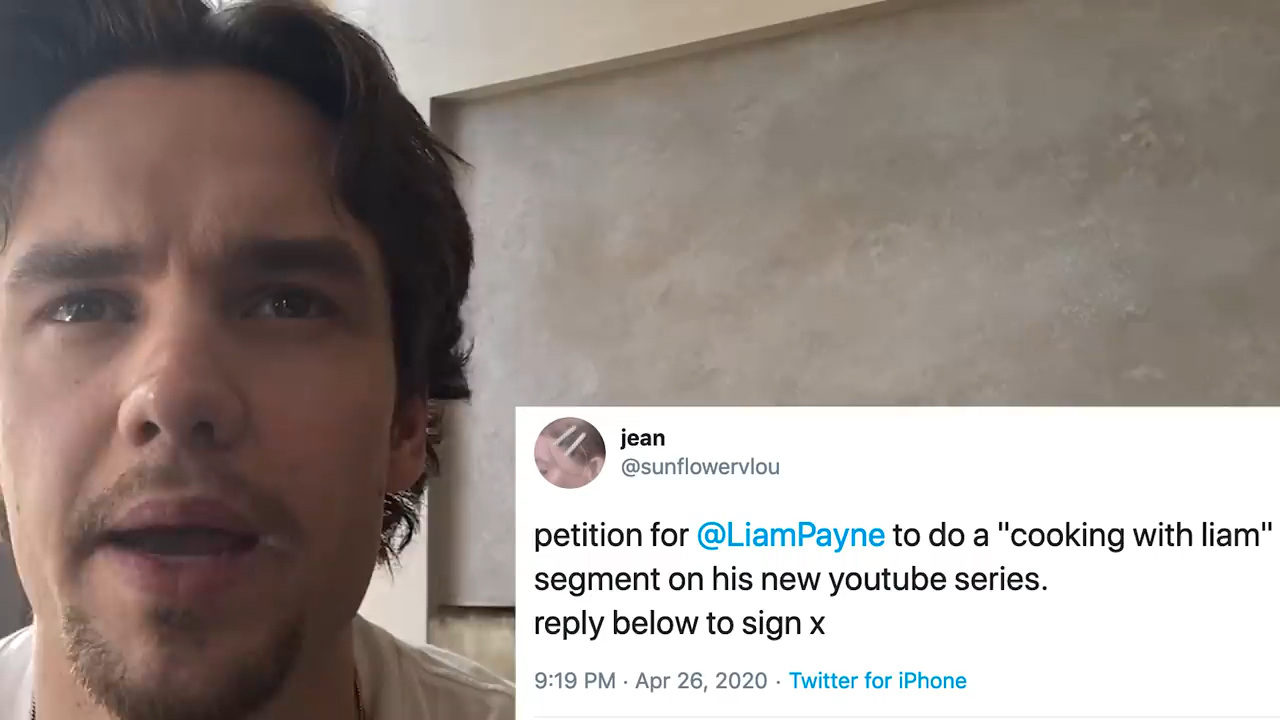 jean
@sunflowervlou
petition for @LiamPayne to do a "cooking with liam"
segment on his new youtube series.
reply below to sign x
9:19 PM · Apr 26, 2020 · Twitter for iPhone